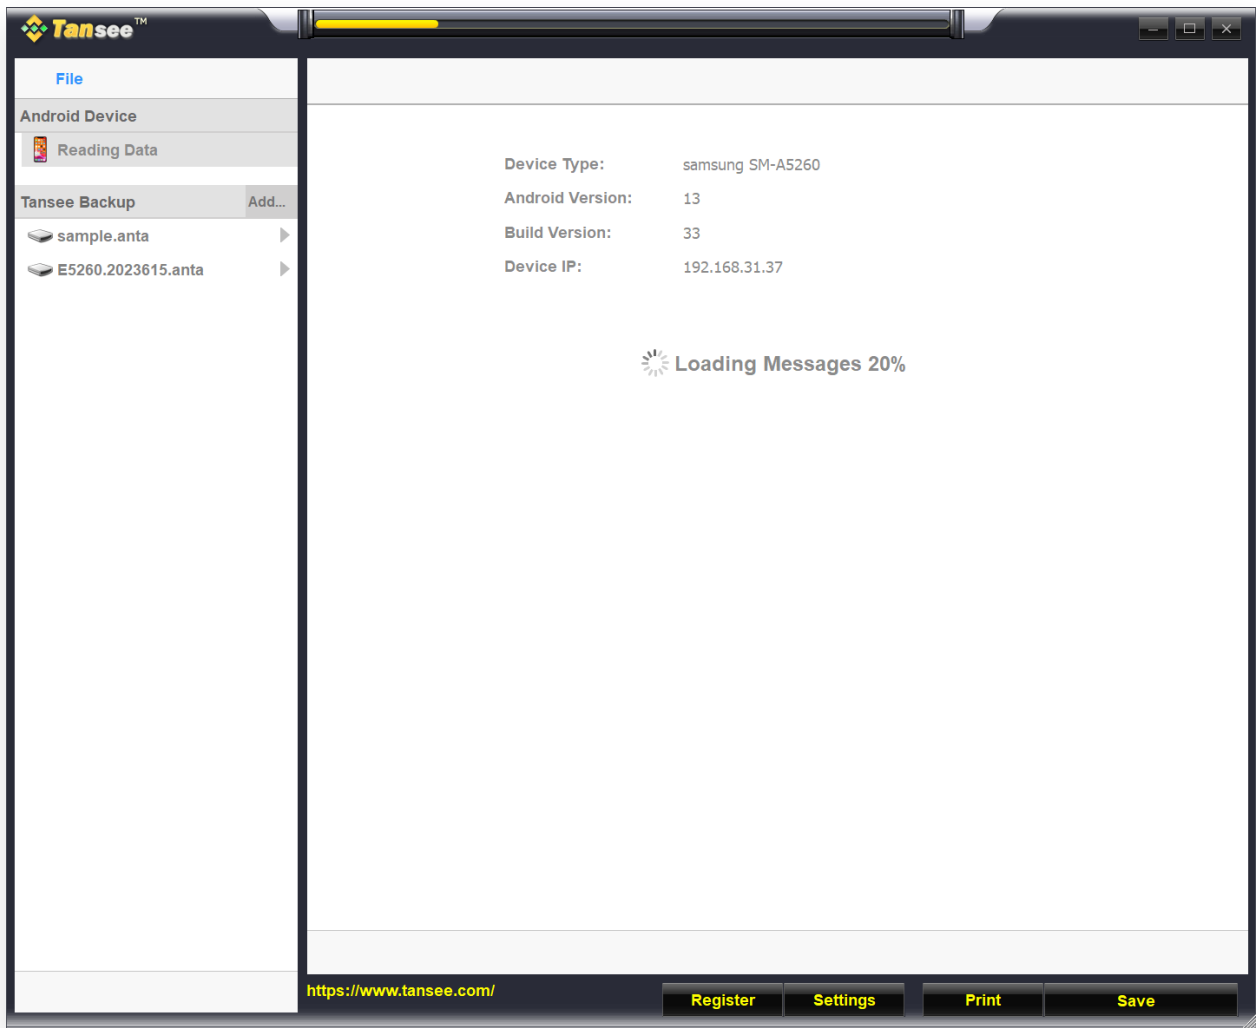 Tansee™
File
Android Device
Reading Data
Tansee Backup Add...
sample.anta
E5260.2023615.anta
Device Type: samsung SM-A5260
Android Version: 13
Build Version: 33
Device IP: 192.168.31.37
Loading Messages 20%
https://www.tansee.com/
Register Settings Print Save